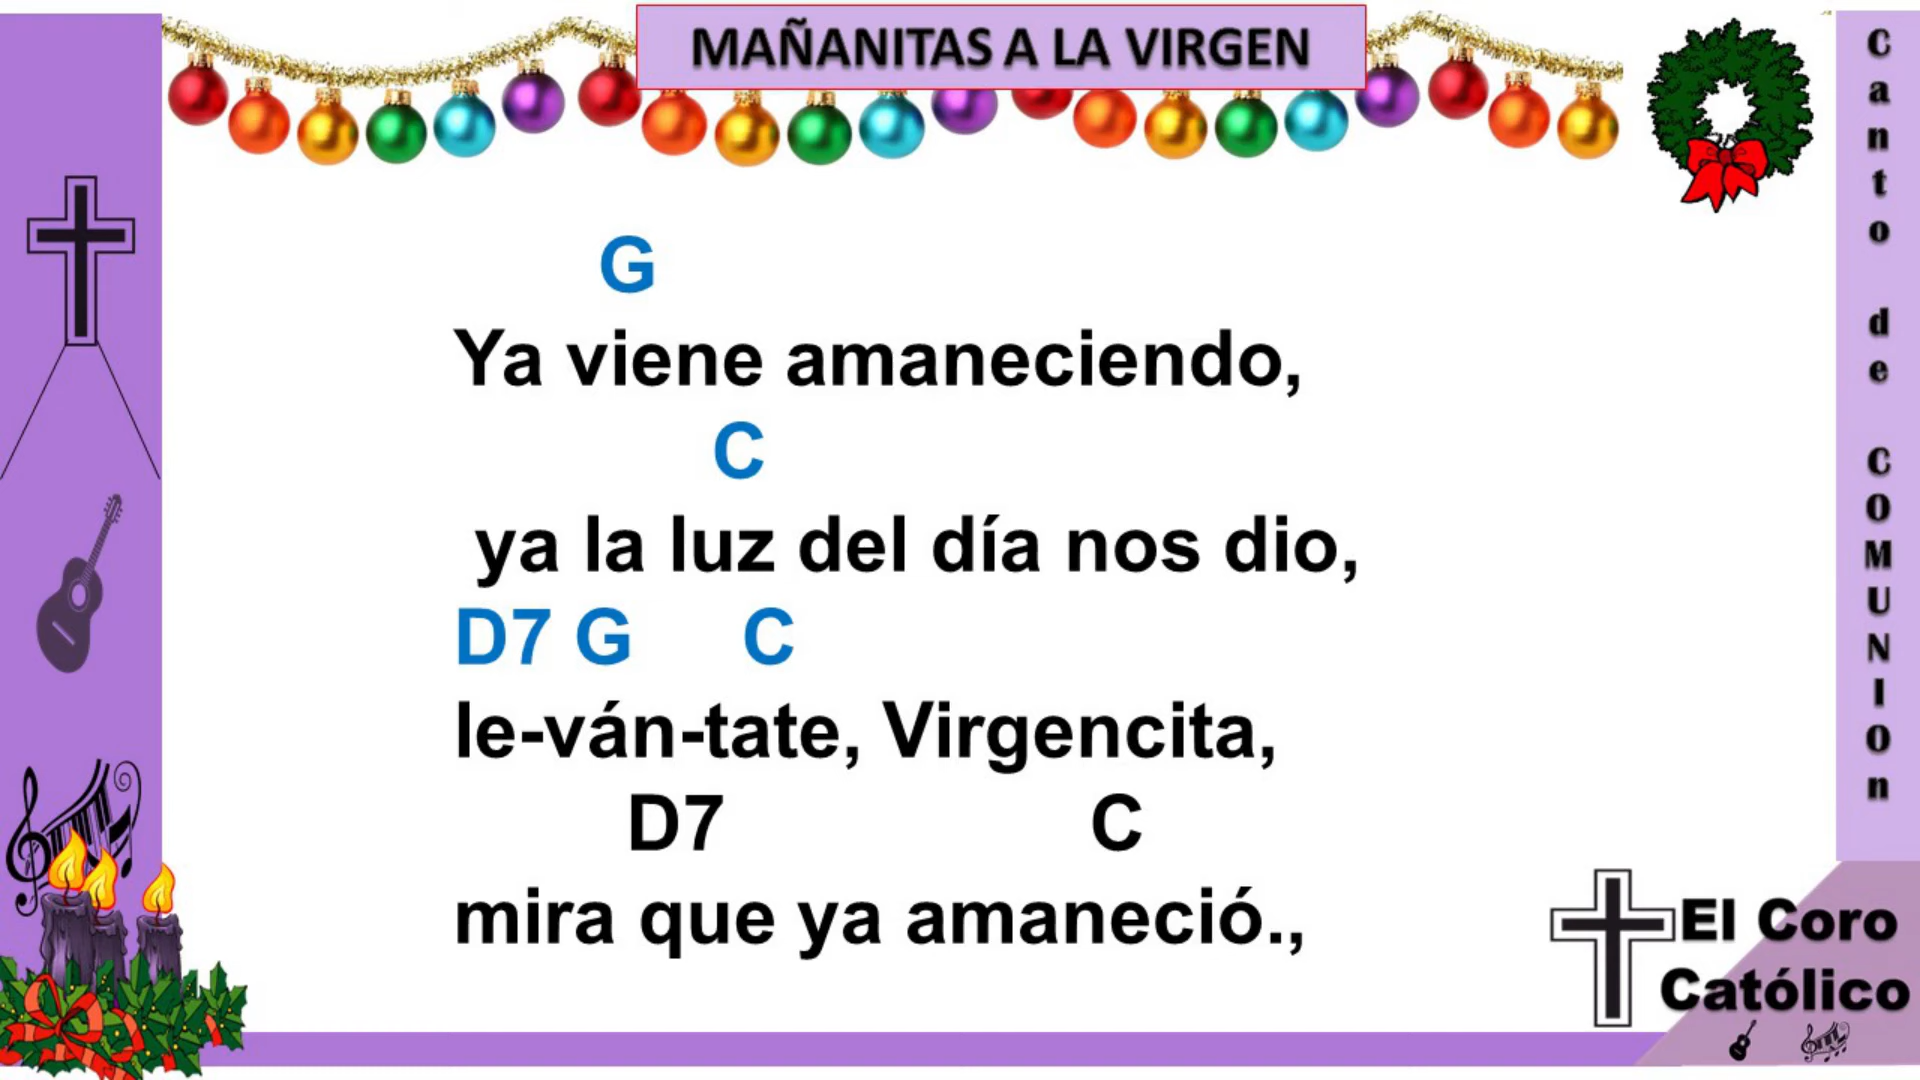 MAÑANITAS A LA VIRGEN
G
Ya viene amaneciendo,
C
ya la luz del día nos dio,
D7 G C
le-ván-tate, Virgencita,
D7 C
mira que ya amaneció.,
Canto de COMUNIOn
El Coro
Católico